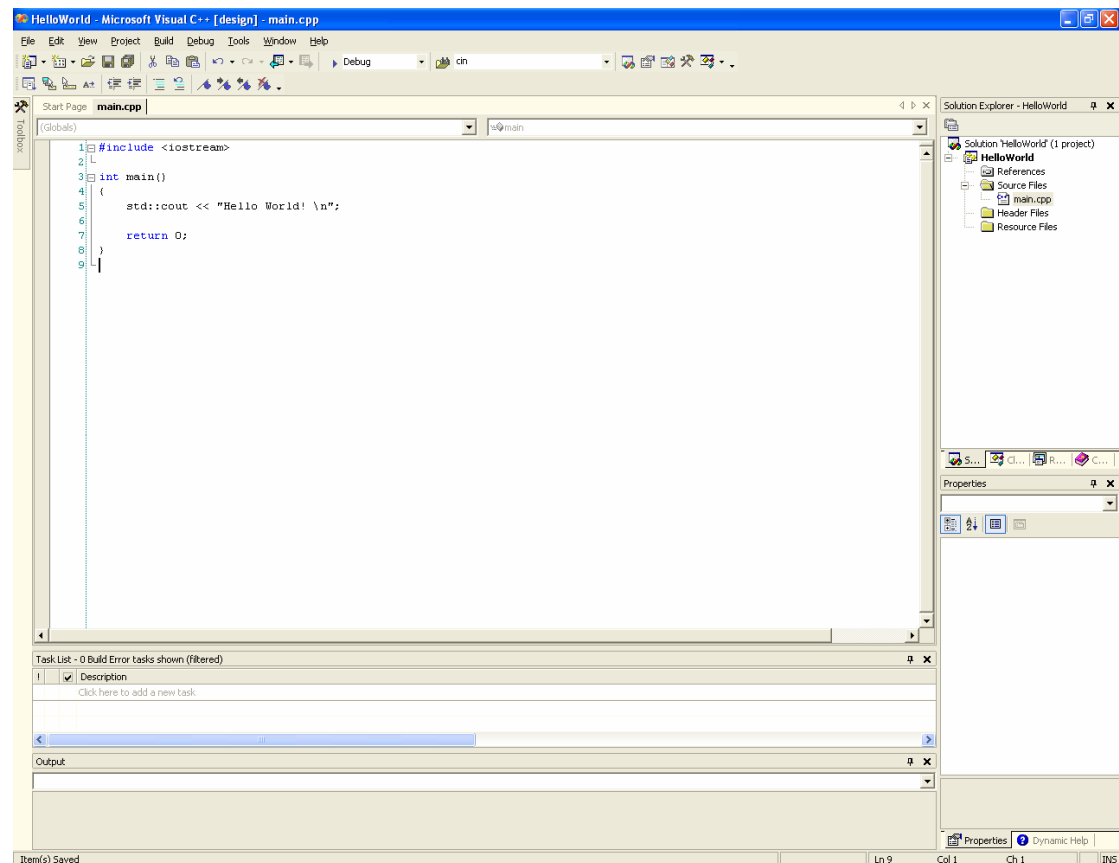 HelloWorld - Microsoft Visual C++ [design] - main.cpp
File Edit View Project Build Debug Tools Window Help
Debug cin
Toolbox
Start Page main.cpp
(Globals) main
1 #include <iostream>
2
3 int main()
4 {
5 std::cout << "Hello World! \n";
6
7 return 0;
8 }
9
Solution Explorer - HelloWorld
Solution 'HelloWorld' (1 project)
HelloWorld
References
Source Files
main.cpp
Header Files
Resource Files
S... Cl... R... C...
Properties
Task List - 0 Build Error tasks shown (filtered)
! Description
Click here to add a new task
Output
Properties Dynamic Help
Item(s) Saved Ln 9 Col 1 Ch 1 INS